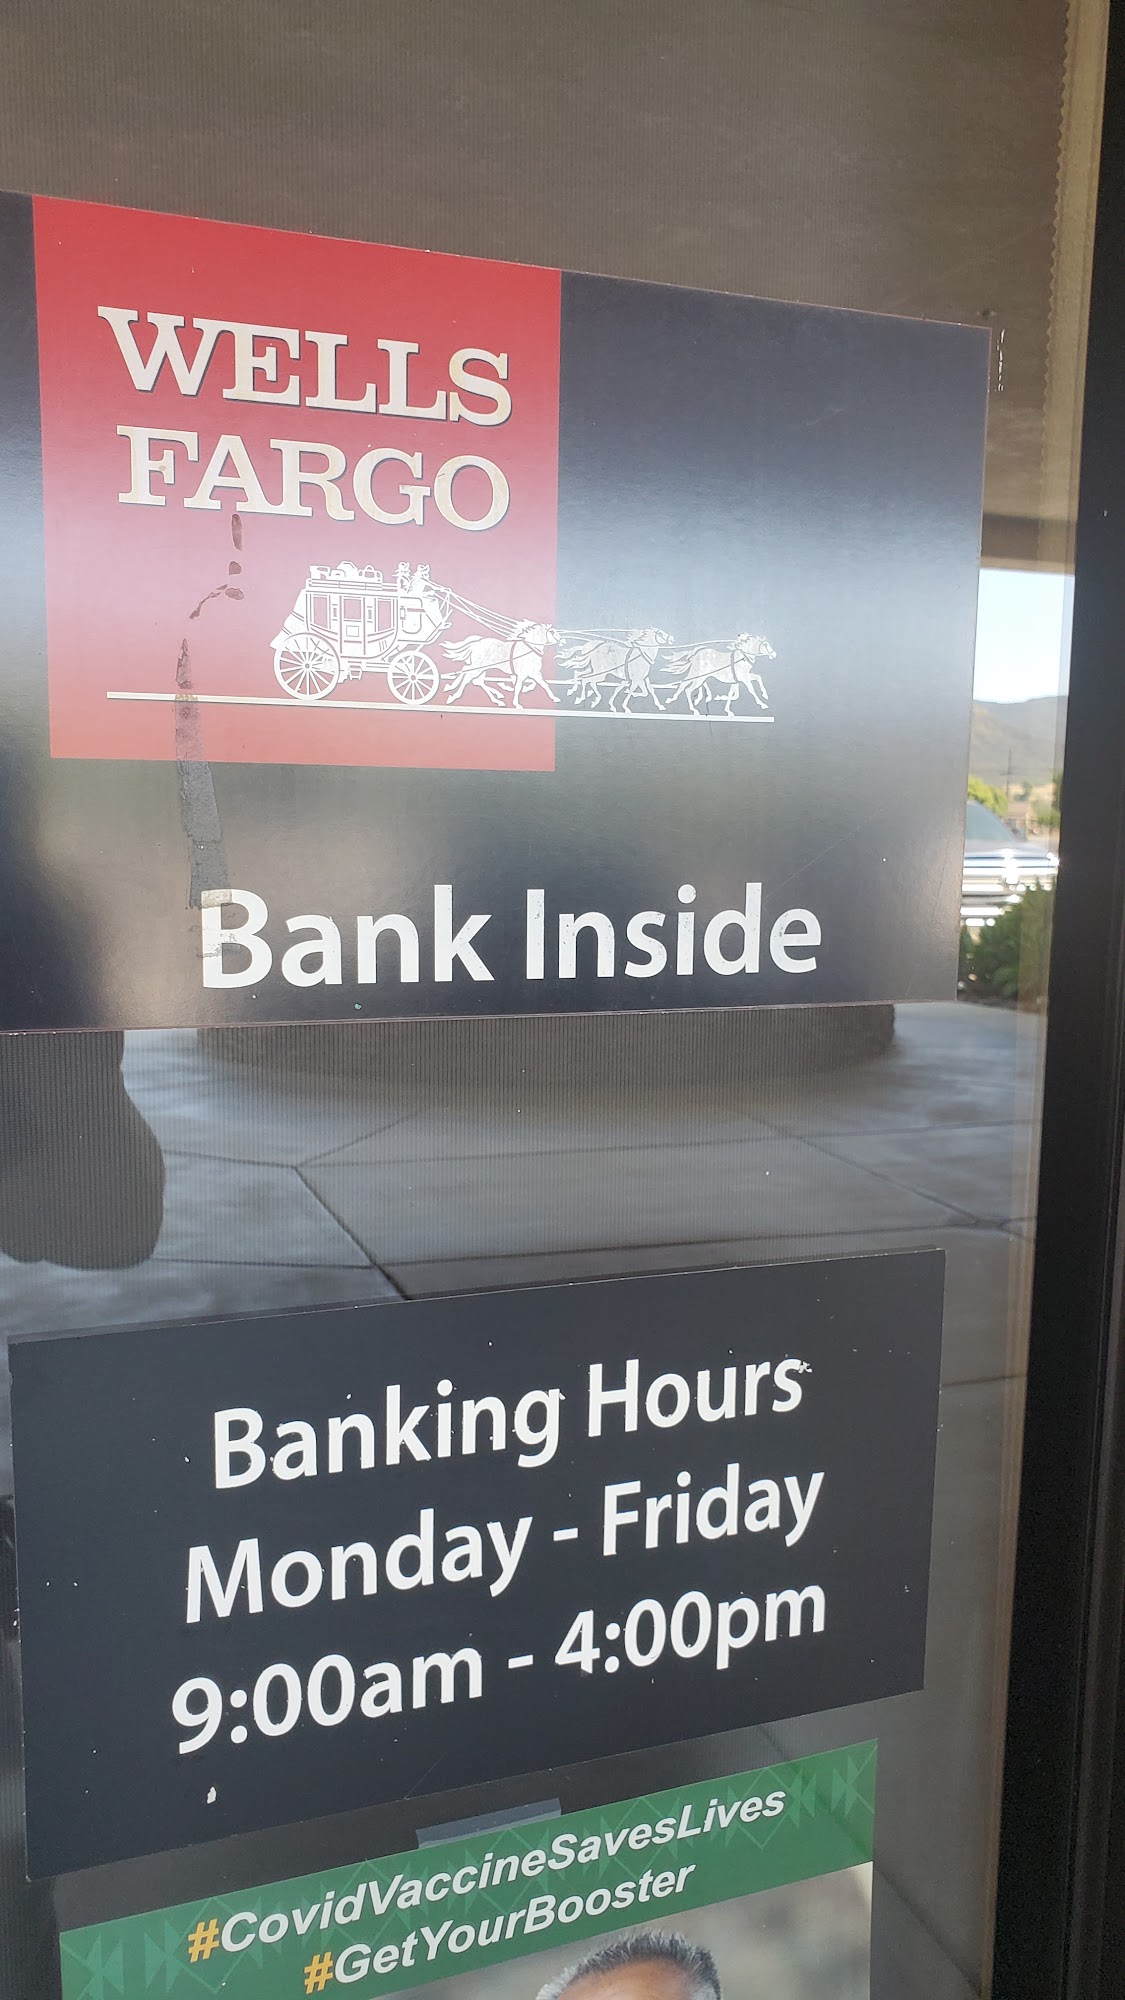 WELLS
FARGO
Bank Inside
Banking Hours
Monday - Friday
9:00am - 4:00pm
#CovidVaccineSavesLives
#GetYourBooster